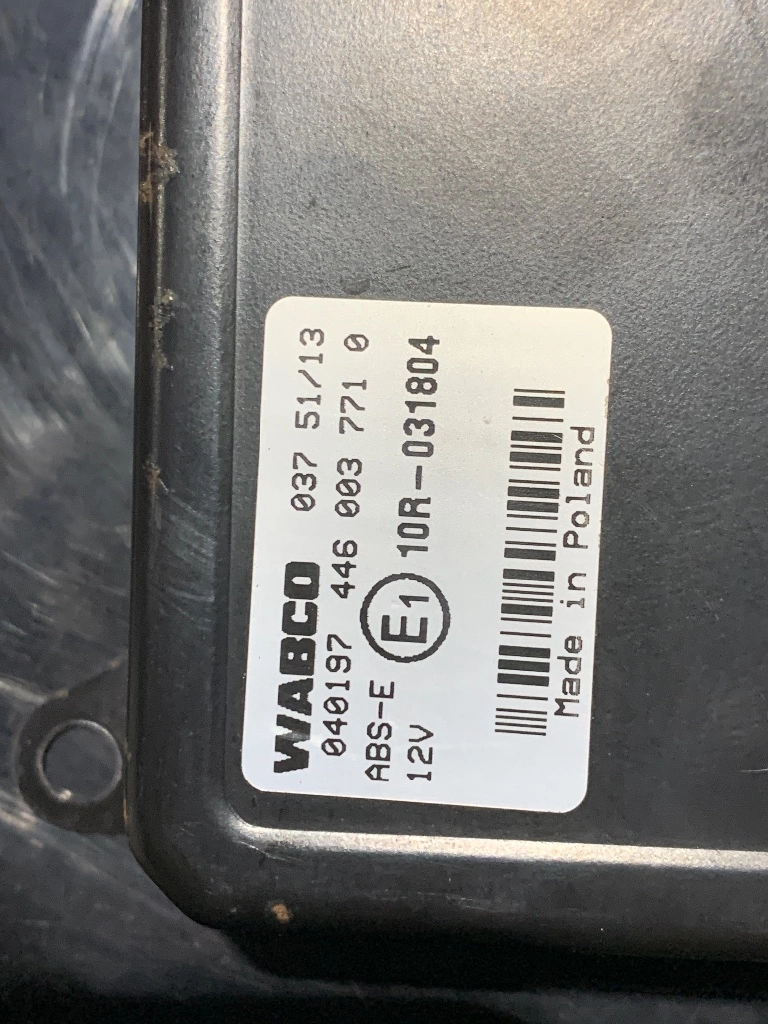 WABCO 037 51/13
040197 446 003 771 0
ABS-E
12V
E1 10R-031804
Made in Poland